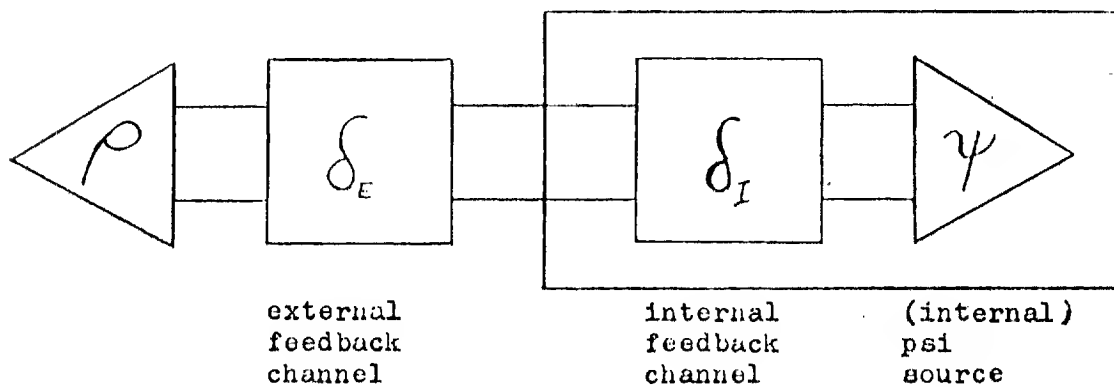 ρ δE δI ψ
external internal (internal)
feedback feedback psi
channel channel source